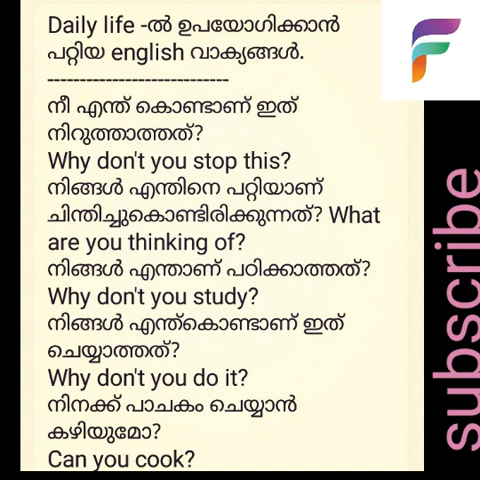 Daily life -ൽ ഉപയോഗിക്കാൻ
പറ്റിയ english വാക്യങ്ങൾ.
----------------------------
നീ എന്ത് കൊണ്ടാണ് ഇത്
നിറുത്താത്തത്?
Why don't you stop this?
നിങ്ങൾ എന്തിനെ പറ്റിയാണ്
ചിന്തിച്ചുകൊണ്ടിരിക്കുന്നത്? What
are you thinking of?
നിങ്ങൾ എന്താണ് പഠിക്കാത്തത്?
Why don't you study?
നിങ്ങൾ എന്ത്കൊണ്ടാണ് ഇത്
ചെയ്യാത്തത്?
Why don't you do it?
നിനക്ക് പാചകം ചെയ്യാൻ
കഴിയുമോ?
Can you cook?
subscribe